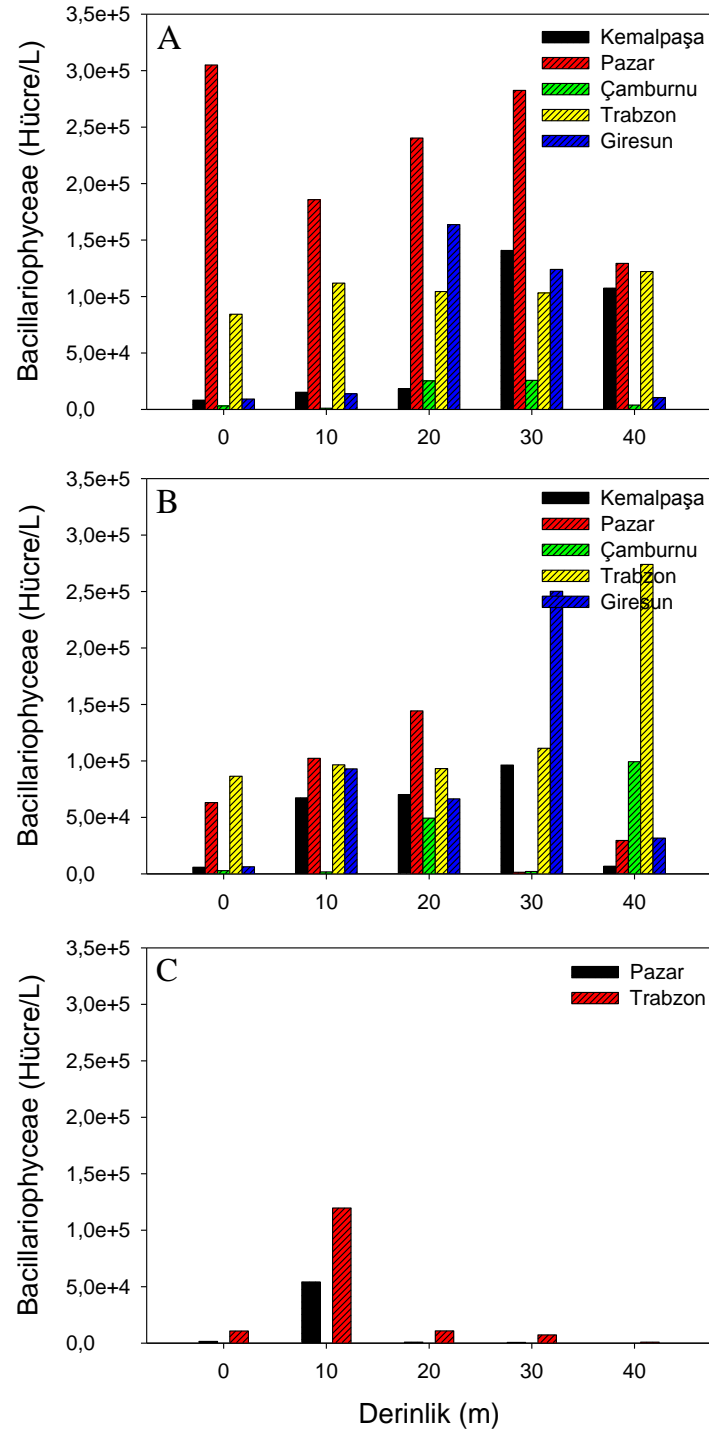 A
Bacillariophyceae (Hücre/L)
3,5e+5
3,0e+5
2,5e+5
2,0e+5
1,5e+5
1,0e+5
5,0e+4
0,0
Kemalpaşa
Pazar
Çamburnu
Trabzon
Giresun
0 10 20 30 40
B
Bacillariophyceae (Hücre/L)
3,5e+5
3,0e+5
2,5e+5
2,0e+5
1,5e+5
1,0e+5
5,0e+4
0,0
Kemalpaşa
Pazar
Çamburnu
Trabzon
Giresun
0 10 20 30 40
C
Bacillariophyceae (Hücre/L)
3,5e+5
3,0e+5
2,5e+5
2,0e+5
1,5e+5
1,0e+5
5,0e+4
0,0
Pazar
Trabzon
0 10 20 30 40
Derinlik (m)